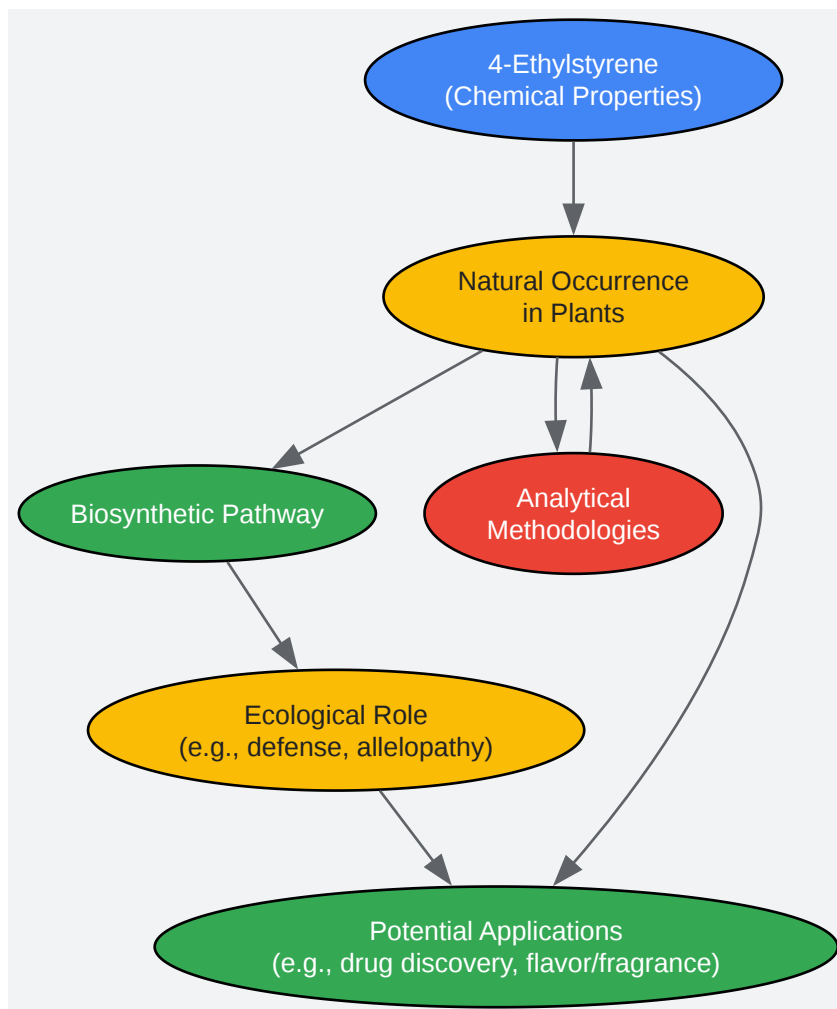 4-Ethylstyrene
(Chemical Properties)
Natural Occurrence
in Plants
Biosynthetic Pathway
Analytical
Methodologies
Ecological Role
(e.g., defense, allelopathy)
Potential Applications
(e.g., drug discovery, flavor/fragrance)